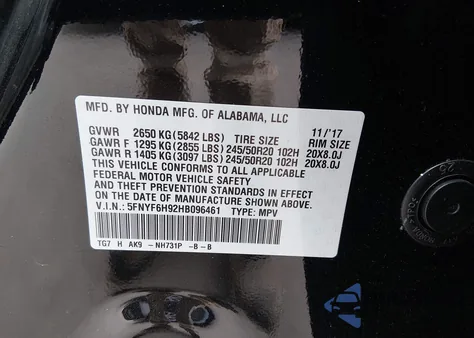 MFD. BY HONDA MFG. OF ALABAMA, LLC
GVWR 2650 KG(5842 LBS) TIRE SIZE 11/'17 RIM SIZE
GAWR F 1295 KG(2855 LBS) 245/50R20 102H 20X8.0J
GAWR R 1405 KG(3097 LBS) 245/50R20 102H 20X8.0J
THIS VEHICLE CONFORMS TO ALL APPLICABLE
FEDERAL MOTOR VEHICLE SAFETY
AND THEFT PREVENTION STANDARDS IN EFFECT
ON THE DATE OF MANUFACTURE SHOWN ABOVE.
V.I.N.: 5FNYF6H92HB096461 TYPE: MPV
TG7 H AK9 -NH731P -B -B